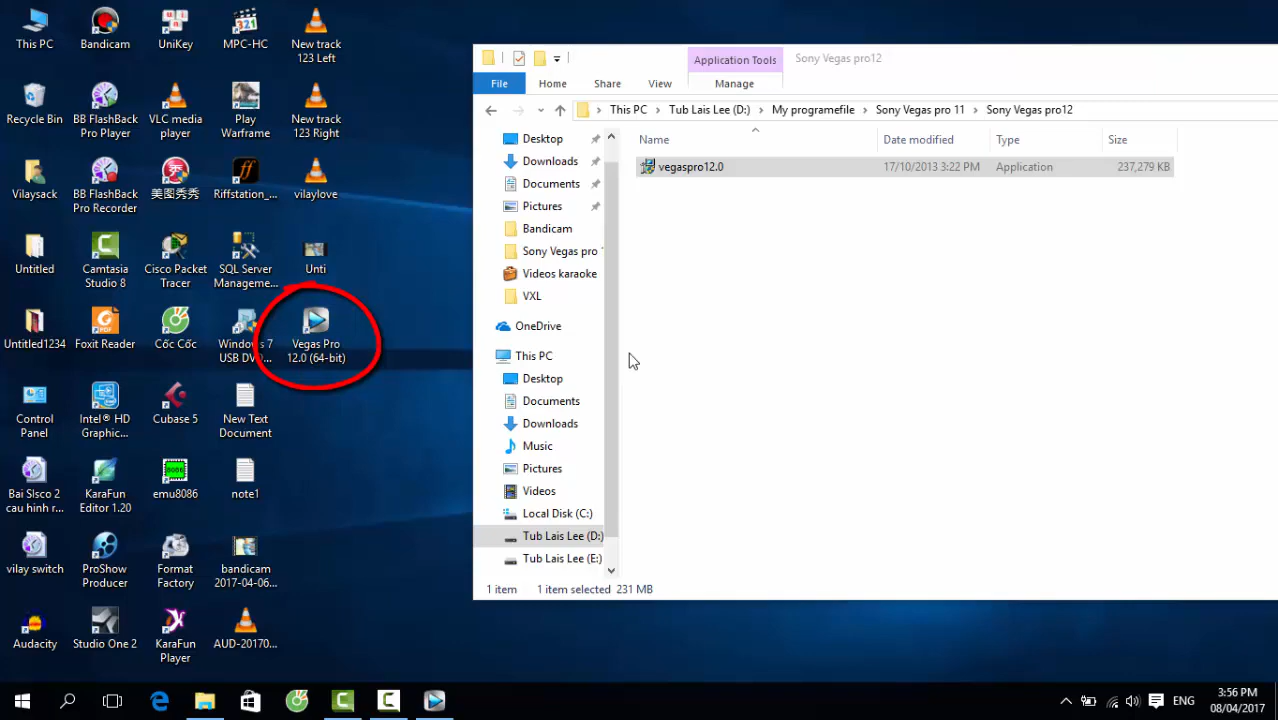 This PC
Bandicam
UniKey
MPC-HC
New track
123 Left
Recycle Bin
BB FlashBack
Pro Player
VLC media
player
Play
Warframe
New track
123 Right
Vilaysack
BB FlashBack
Pro Recorder
美图秀秀
Riffstation_...
vilaylove
Untitled
Camtasia
Studio 8
Cisco Packet
Tracer
SQL Server
Manageme...
Unti
Untitled1234
Foxit Reader
Cốc Cốc
Windows 7
USB DVD...
Vegas Pro
12.0 (64-bit)
Control
Panel
Intel® HD
Graphic...
Cubase 5
New Text
Document
Bai SIsco 2
cau hinh r...
KaraFun
Editor 1.20
emu8086
note1
vilay switch
ProShow
Producer
Format
Factory
bandicam
2017-04-06...
Audacity
Studio One 2
KaraFun
Player
AUD-20170...
Application Tools
Sony Vegas pro12
File
Home
Share
View
Manage
This PC
Tub Lais Lee (D:)
My programefile
Sony Vegas pro 11
Sony Vegas pro12
Name
Date modified
Type
Size
vegaspro12.0
17/10/2013 3:22 PM
Application
237,279 KB
Desktop
Downloads
Documents
Pictures
Bandicam
Sony Vegas pro
Videos karaoke
VXL
OneDrive
This PC
Desktop
Documents
Downloads
Music
Pictures
Videos
Local Disk (C:)
Tub Lais Lee (D:)
Tub Lais Lee (E:)
1 item
1 item selected 231 MB
ENG
3:56 PM
08/04/2017